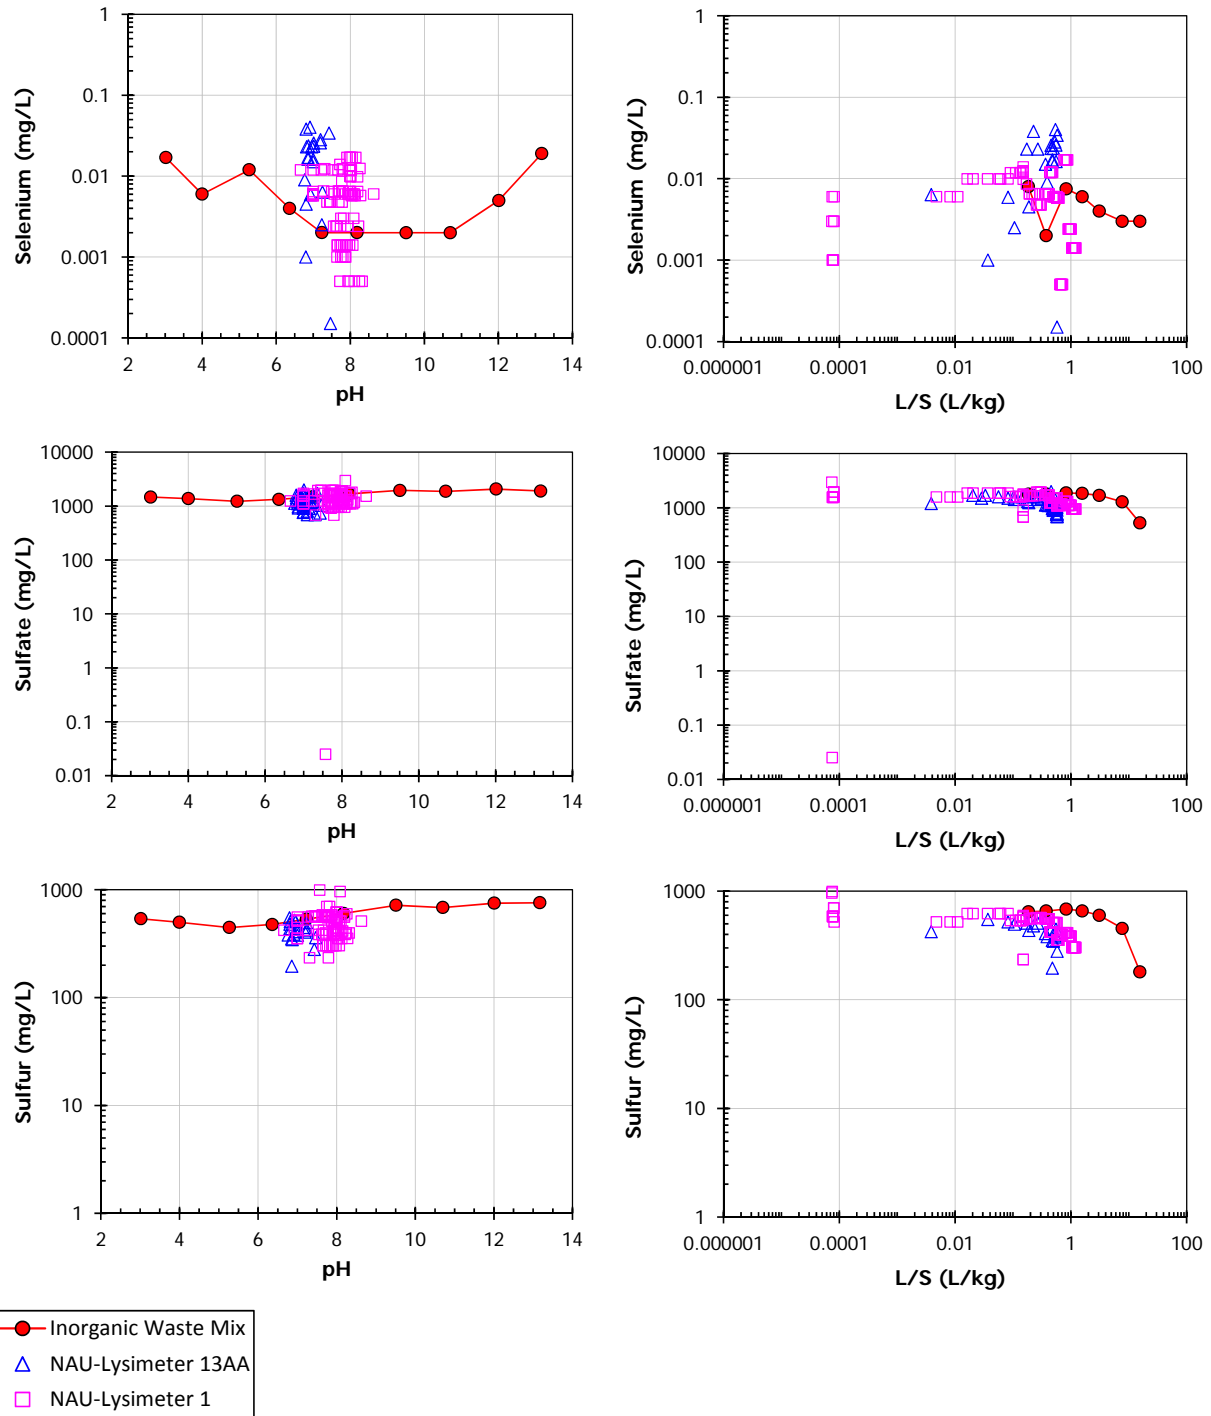 1
0.1
0.01
0.001
0.0001
Selenium (mg/L)
2 4 6 8 10 12 14
pH
1
0.1
0.01
0.001
0.0001
Selenium (mg/L)
0.000001 0.0001 0.01 1 100
L/S (L/kg)
10000
1000
100
10
1
0.1
0.01
Sulfate (mg/L)
2 4 6 8 10 12 14
pH
10000
1000
100
10
1
0.1
0.01
Sulfate (mg/L)
0.000001 0.0001 0.01 1 100
L/S (L/kg)
1000
100
10
1
Sulfur (mg/L)
2 4 6 8 10 12 14
pH
1000
100
10
1
Sulfur (mg/L)
0.000001 0.0001 0.01 1 100
L/S (L/kg)
Inorganic Waste Mix
NAU-Lysimeter 13AA
NAU-Lysimeter 1